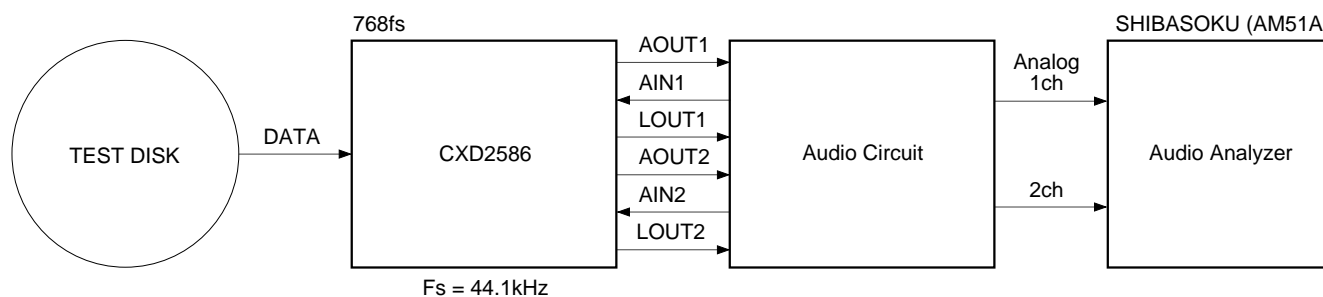 768fs
SHIBASOKU (AM51A
TEST DISK
DATA
CXD2586
AOUT1
AIN1
LOUT1
AOUT2
AIN2
LOUT2
Audio Circuit
Analog
1ch
2ch
Audio Analyzer
Fs = 44.1kHz